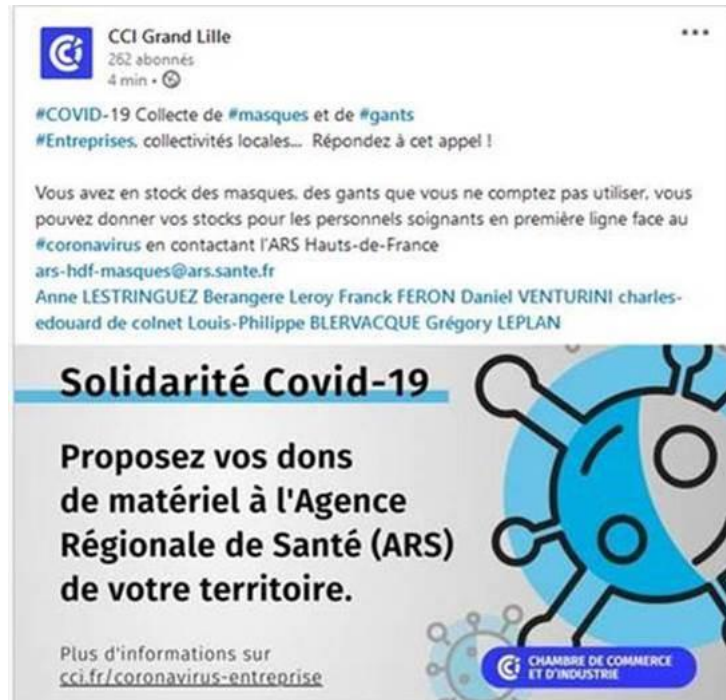 CCI Grand Lille
262 abonnés
4 min •
#COVID-19 Collecte de #masques et de #gants
#Entreprises, collectivités locales... Répondez à cet appel !
Vous avez en stock des masques, des gants que vous ne comptez pas utiliser, vous
pouvez donner vos stocks pour les personnels soignants en première ligne face au
#coronavirus en contactant l'ARS Hauts-de-France
ars-hdf-masques@ars.sante.fr
Anne LESTRINGUEZ Berangere Leroy Franck FERON Daniel VENTURINI charles-
edouard de colnet Louis-Philippe BLERVACQUE Grégory LEPLAN
Solidarité Covid-19
Proposez vos dons
de matériel à l'Agence
Régionale de Santé (ARS)
de votre territoire.
Plus d'informations sur
cci.fr/coronavirus-entreprise
CCI CHAMBRE DE COMMERCE
ET D'INDUSTRIE